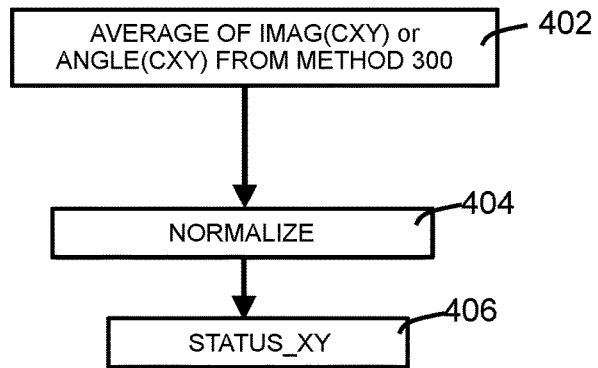 AVERAGE OF IMAG(CXY) or
ANGLE(CXY) FROM METHOD 300
402
NORMALIZE
404
STATUS_XY
406